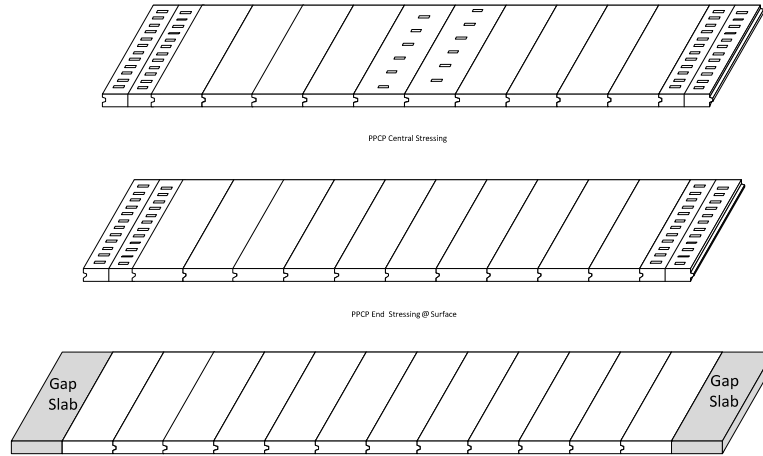 PPCP Central Stressing
PPCP End Stressing @ Surface
Gap
Slab
Gap
Slab